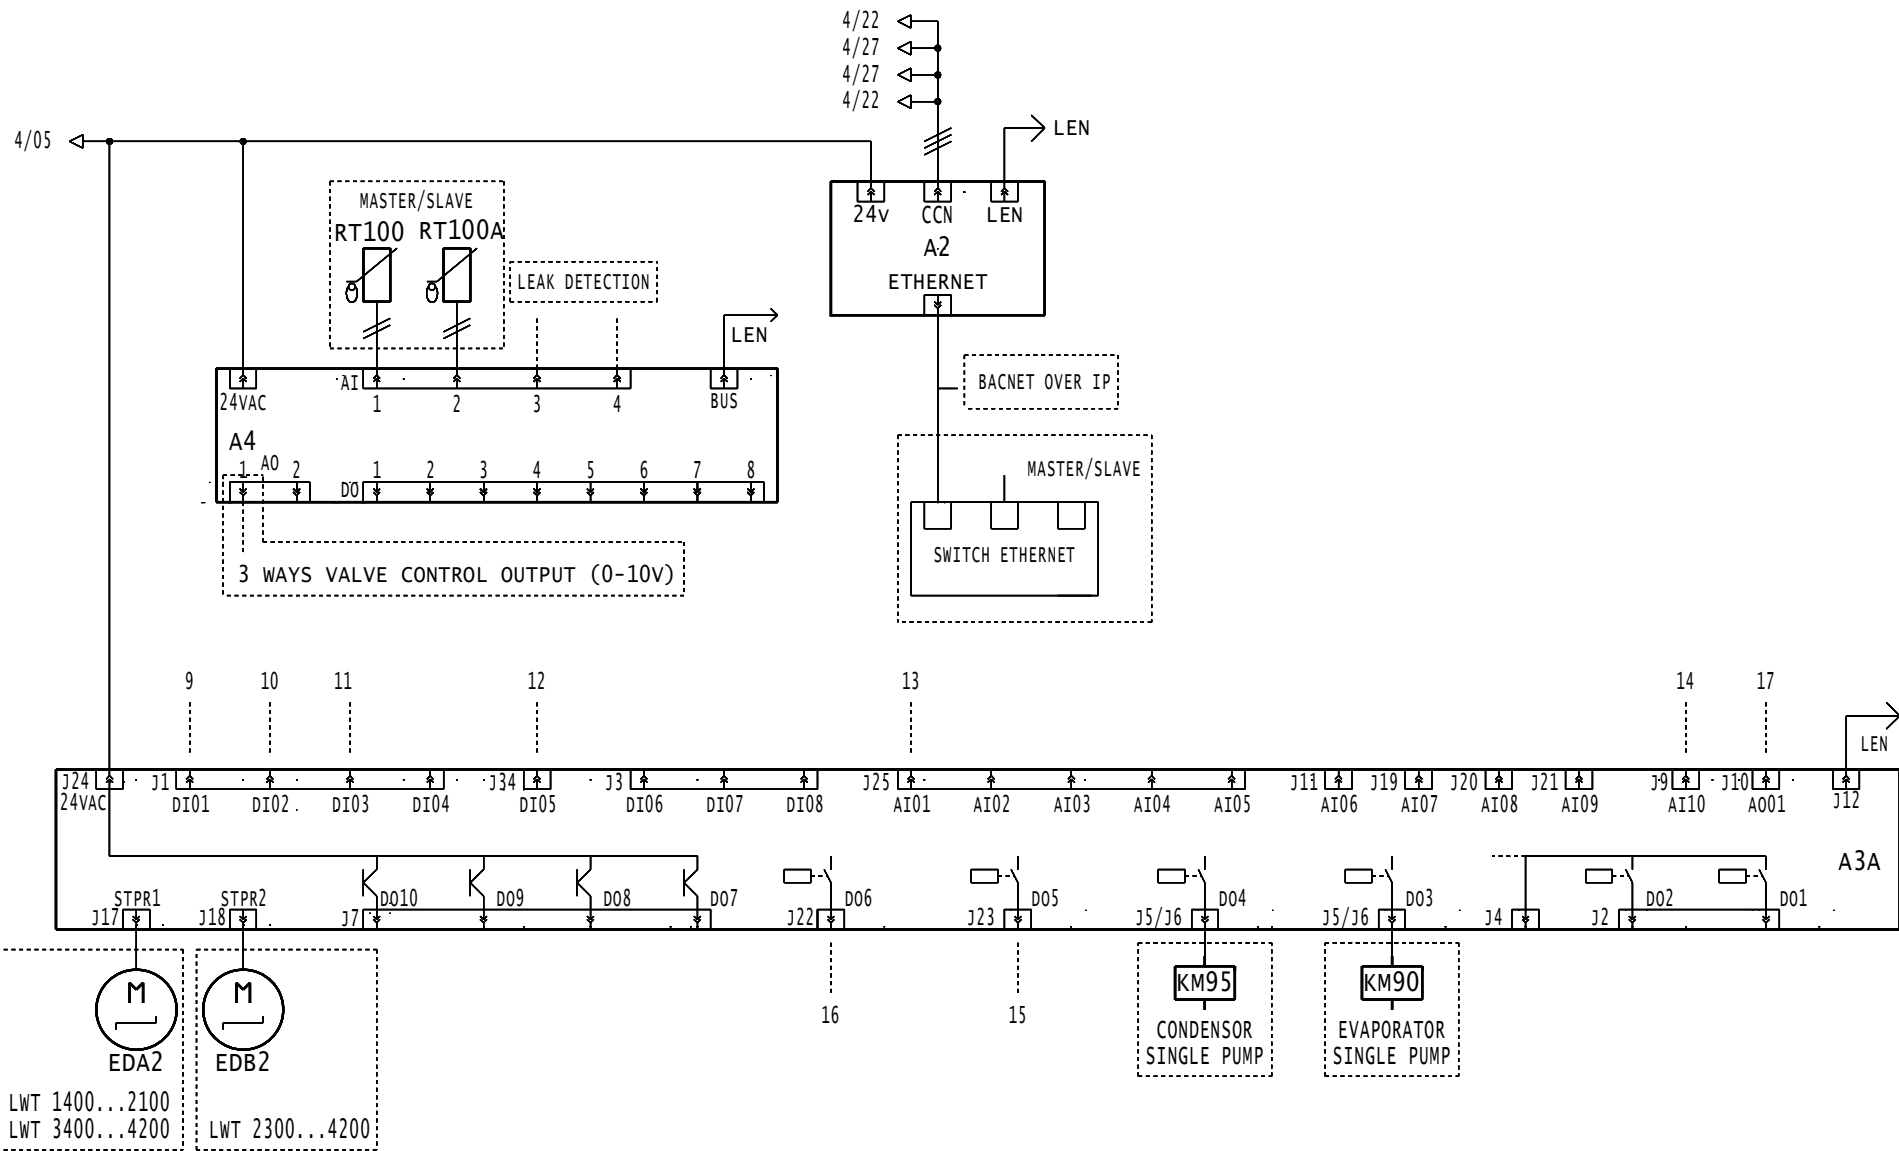 4/22
4/27
4/27
4/22
4/05
LEN
MASTER/SLAVE
RT100 RT100A
LEAK DETECTION
24v CCN LEN
A2
ETHERNET
LEN
AI
24VAC 1 2 3 4 BUS
A4
1 AO 2 DO 1 2 3 4 5 6 7 8
3 WAYS VALVE CONTROL OUTPUT (0-10V)
BACNET OVER IP
MASTER/SLAVE
SWITCH ETHERNET
9 10 11 12 13 14 17
LEN
J24 J1 J34 J3 J25 J11 J19 J20 J21 J9 J10 J12
24VAC DI01 DI02 DI03 DI04 DI05 DI06 DI07 DI08 AI01 AI02 AI03 AI04 AI05 AI06 AI07 AI08 AI09 AI10 AO01
A3A
STPR1 STPR2 DO10 DO9 DO8 DO7 DO6 DO5 DO4 DO3 DO2 DO1
J17 J18 J7 J22 J23 J5/J6 J5/J6 J4 J2
M M
EDA2 EDB2
KM95 KM90
16 15
CONDENSOR
SINGLE PUMP
EVAPORATOR
SINGLE PUMP
LWT 1400...2100
LWT 3400...4200
LWT 2300...4200